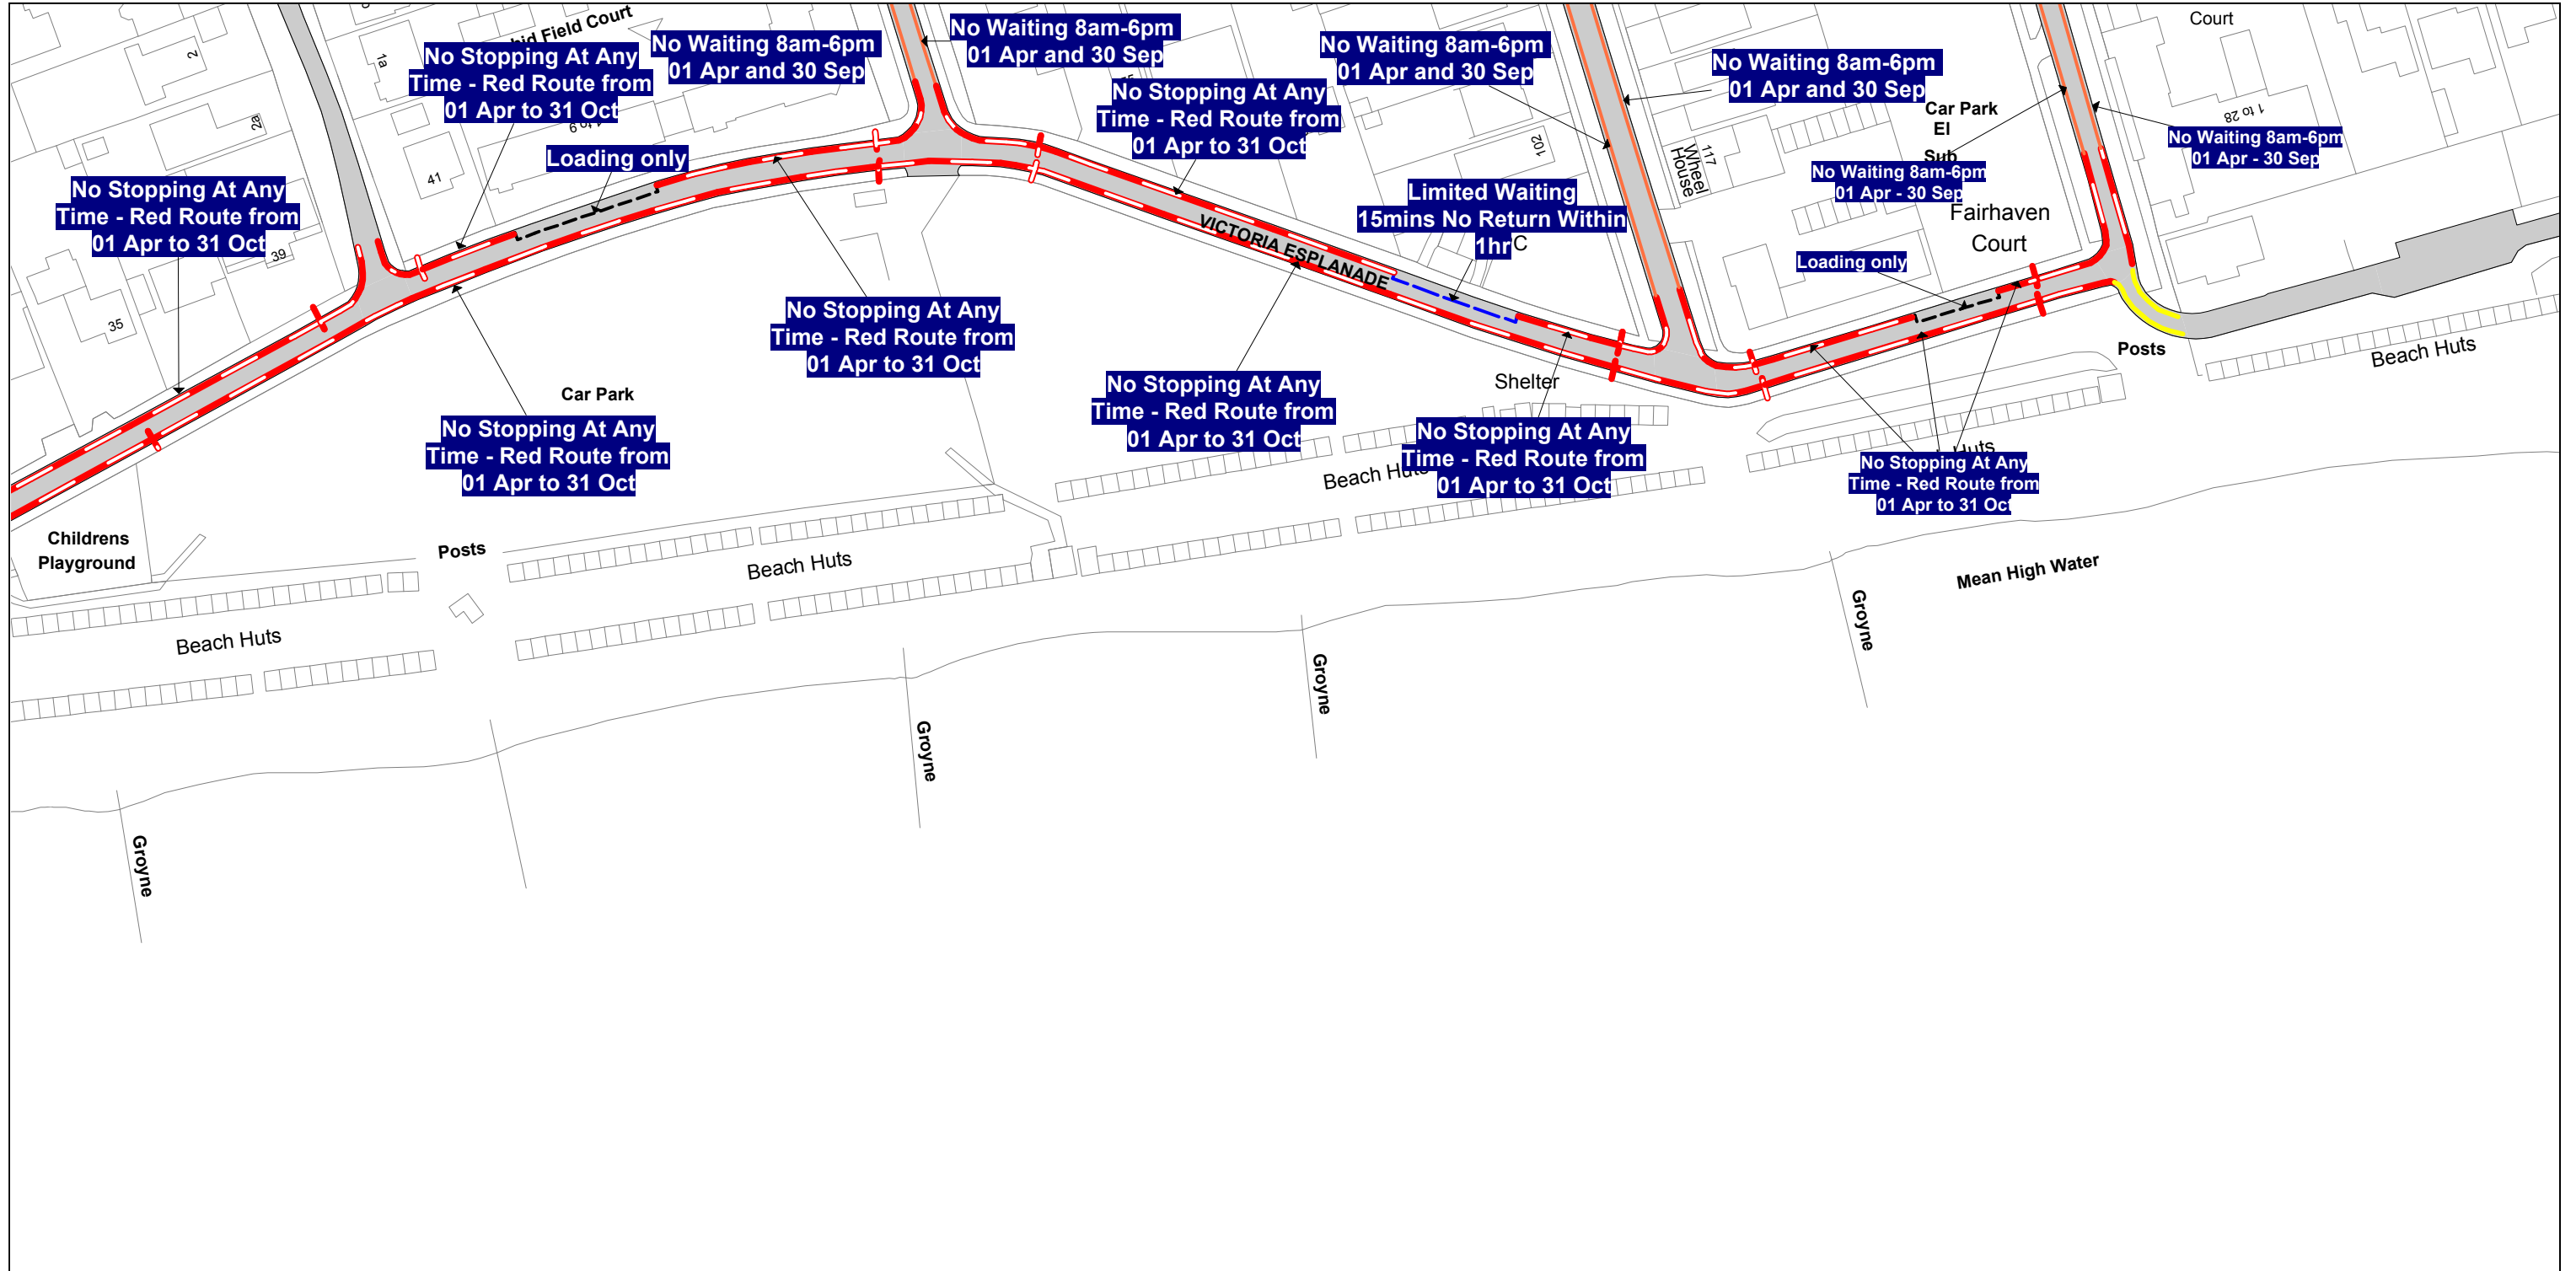 Court
bid Field Court
No Stopping At Any
Time - Red Route from
01 Apr to 31 Oct
No Waiting 8am-6pm
01 Apr and 30 Sep
No Waiting 8am-6pm
01 Apr and 30 Sep
No Stopping At Any
Time - Red Route from
01 Apr to 31 Oct
No Waiting 8am-6pm
01 Apr and 30 Sep
No Waiting 8am-6pm
01 Apr and 30 Sep
Car Park
El
Sub
No Waiting 8am-6pm
01 Apr - 30 Sep
No Waiting 8am-6pm
01 Apr - 30 Sep
1 to 28
2
1a
2a
41
39
35
102
117
Wheel
House
Loading only
No Stopping At Any
Time - Red Route from
01 Apr to 31 Oct
Limited Waiting
15mins No Return Within
1hr
C
Fairhaven
Court
Loading only
VICTORIA ESPLANADE
No Stopping At Any
Time - Red Route from
01 Apr to 31 Oct
No Stopping At Any
Time - Red Route from
01 Apr to 31 Oct
Car Park
No Stopping At Any
Time - Red Route from
01 Apr to 31 Oct
Shelter
No Stopping At Any
Time - Red Route from
01 Apr to 31 Oct
Posts
Beach Huts
Huts
No Stopping At Any
Time - Red Route from
01 Apr to 31 Oct
Beach Huts
Childrens
Playground
Posts
Beach Huts
Beach Huts
Mean High Water
Groyne
Groyne
Groyne
Groyne